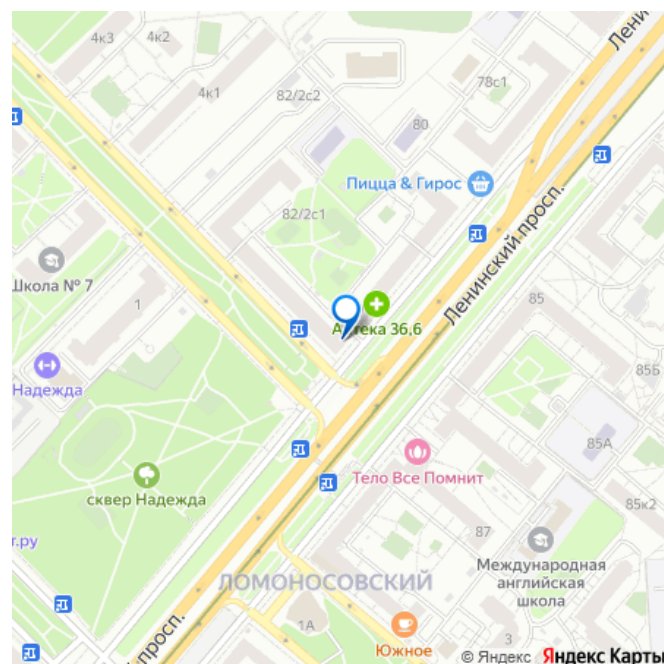 4к3
4к2
Ленин
4к1
82/2с2
78с1
80
Пицца & Гирос
82/2с1
Ленинский просп.
Школа № 7
1
85
Аптека 36,6
Надежда
85Б
85А
сквер Надежда
Тело Все Помнит
85к2
т.ру
87
Международная
английская
школа
ЛОМОНОСОВСКИЙ
просп.
1А
Южное
3
© Яндекс Яндекс Карты